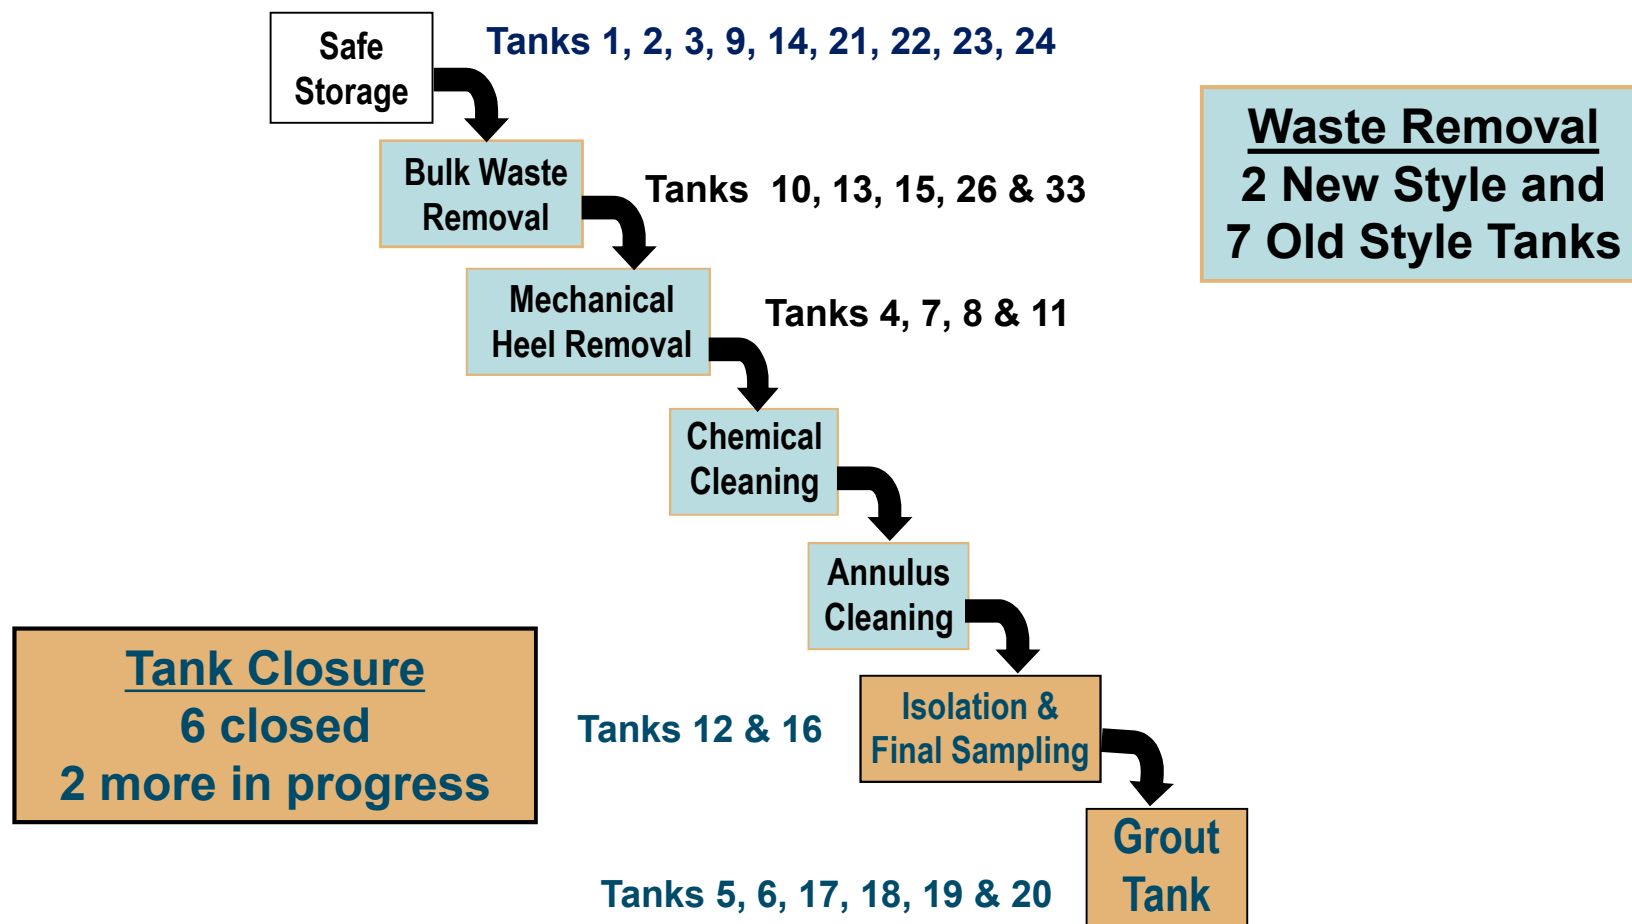 Safe
Storage
Tanks 1, 2, 3, 9, 14, 21, 22, 23, 24
Waste Removal
2 New Style and
7 Old Style Tanks
Bulk Waste
Removal
Tanks 10, 13, 15, 26 & 33
Mechanical
Heel Removal
Tanks 4, 7, 8 & 11
Chemical
Cleaning
Annulus
Cleaning
Tank Closure
6 closed
2 more in progress
Tanks 12 & 16
Isolation &
Final Sampling
Grout
Tank
Tanks 5, 6, 17, 18, 19 & 20